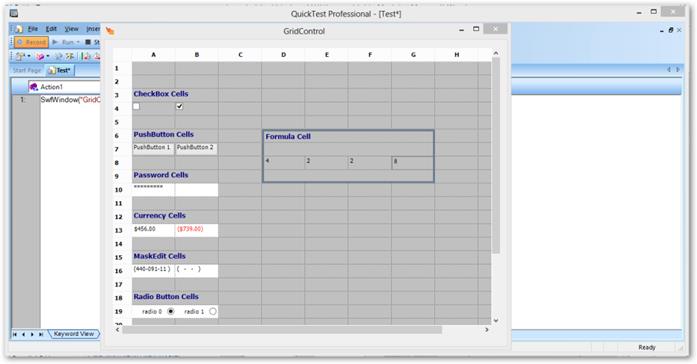 QuickTest Professional - [Test*]
File Edit View Inser
GridControl
Record Run St
Start Page Test*
Action1
1: SwfWindow("GridC
A B C D E F G H
1
2
3 CheckBox Cells
4
5
6 PushButton Cells Formula Cell
7 PushButton 1 PushButton 2
8 4 2 2 8
9 Password Cells
10 *********
11
12 Currency Cells
13 $456.00 ($739.00)
14
15 MaskEdit Cells
16 (440-091-11 ) ( - - )
17
18 Radio Button Cells
19 radio 0 radio 1
20
Keyword View
Ready